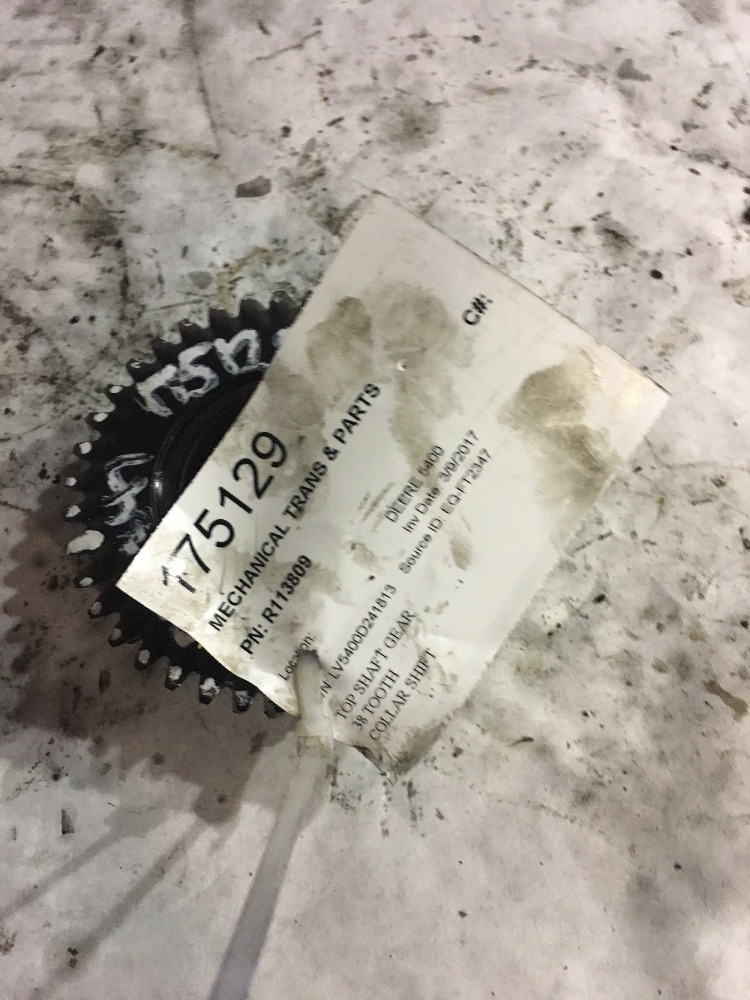 C#:
175129
MECHANICAL TRANS & PARTS
PN: R113809
DEERE 5400
Inv Date 3/9/2017
Source ID: EQ-FT2347
Location:
LV5400D241813
TOP SHAFT GEAR
38 TOOTH
COLLAR SHIFT